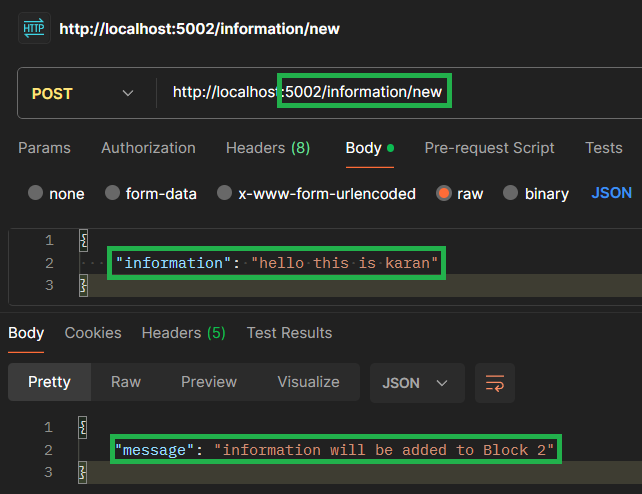 HTTP http://localhost:5002/information/new
POST http://localhost:5002/information/new
Params Authorization Headers (8) Body Pre-request Script Tests
none form-data x-www-form-urlencoded raw binary JSON
1 {
2 "information": "hello this is karan"
3 }
Body Cookies Headers (5) Test Results
Pretty Raw Preview Visualize JSON
1 {
2 "message": "information will be added to Block 2"
3 }